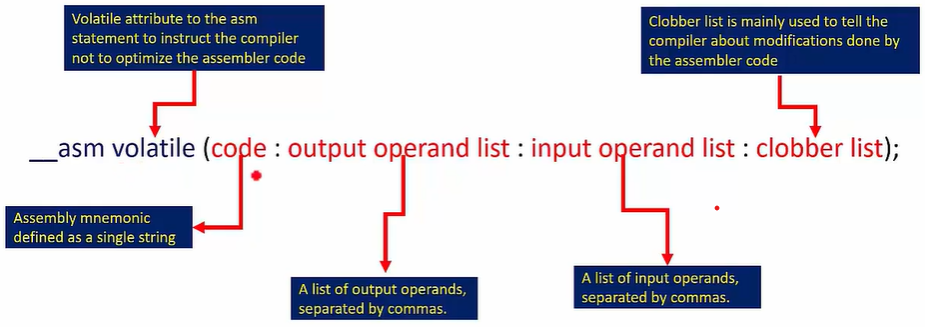 Volatile attribute to the asm
statement to instruct the compiler
not to optimize the assembler code
Clobber list is mainly used to tell the
compiler about modifications done by
the assembler code
__asm volatile (code : output operand list : input operand list : clobber list);
Assembly mnemonic
defined as a single string
A list of output operands,
separated by commas.
A list of input operands,
separated by commas.